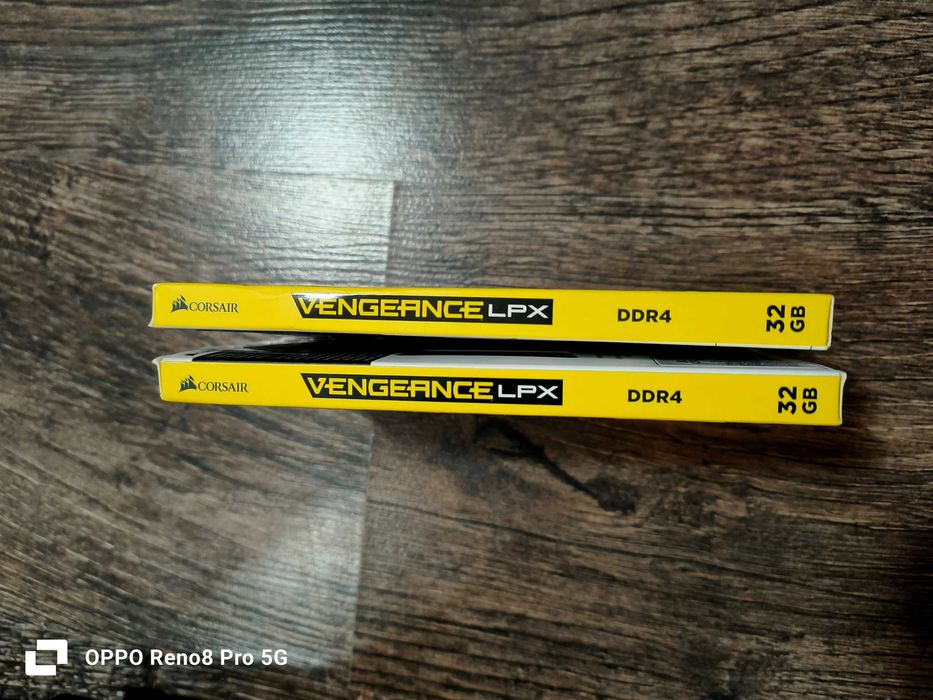 CORSAIR VENGEANCE LPX DDR4 32 GB
CORSAIR VENGEANCE LPX DDR4 32 GB
OPPO Reno8 Pro 5G